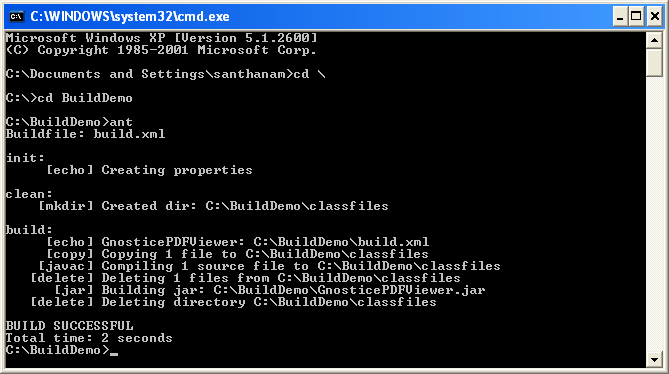 C:\WINDOWS\system32\cmd.exe
Microsoft Windows XP [Version 5.1.2600]
(C) Copyright 1985-2001 Microsoft Corp.
C:\Documents and Settings\santhanam>cd \
C:\>cd BuildDemo
C:\BuildDemo>ant
Buildfile: build.xml
init:
[echo] Creating properties
clean:
[mkdir] Created dir: C:\BuildDemo\classfiles
build:
[echo] GnosticePDFViewer: C:\BuildDemo\build.xml
[copy] Copying 1 file to C:\BuildDemo\classfiles
[javac] Compiling 1 source file to C:\BuildDemo\classfiles
[delete] Deleting 1 files from C:\BuildDemo\classfiles
[jar] Building jar: C:\BuildDemo\GnosticePDFViewer.jar
[delete] Deleting directory C:\BuildDemo\classfiles
BUILD SUCCESSFUL
Total time: 2 seconds
C:\BuildDemo>_